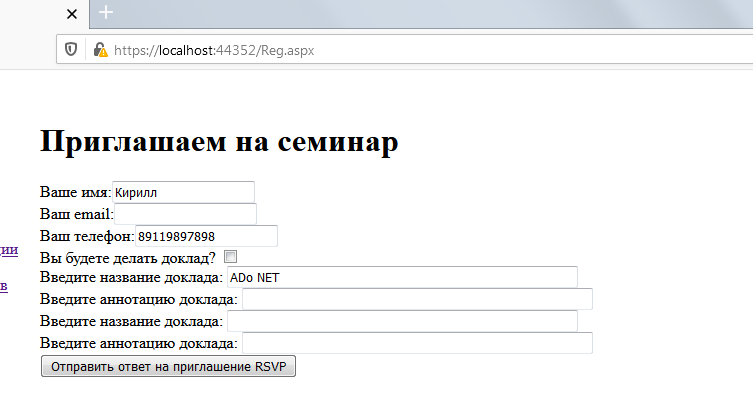 https://localhost:44352/Reg.aspx
Приглашаем на семинар
Ваше имя: Кирилл
Ваш email:
Ваш телефон: 89119897898
ции
Вы будете делать доклад?
Введите название доклада: ADo NET
в
Введите аннотацию доклада:
Введите название доклада:
Введите аннотацию доклада:
Отправить ответ на приглашение RSVP